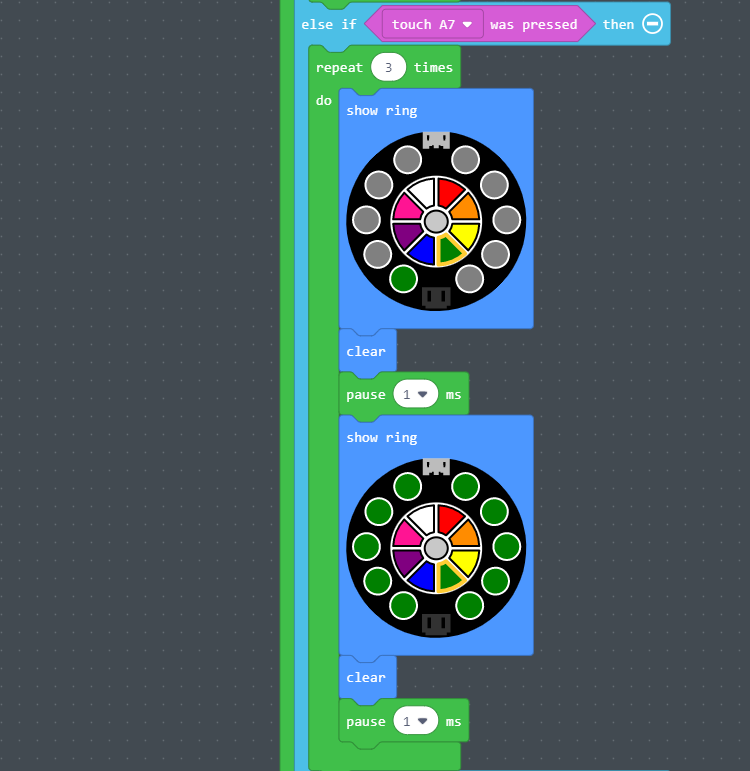 else if touch A7 was pressed then
repeat 3 times
do
show ring
clear
pause 1 ms
show ring
clear
pause 1 ms